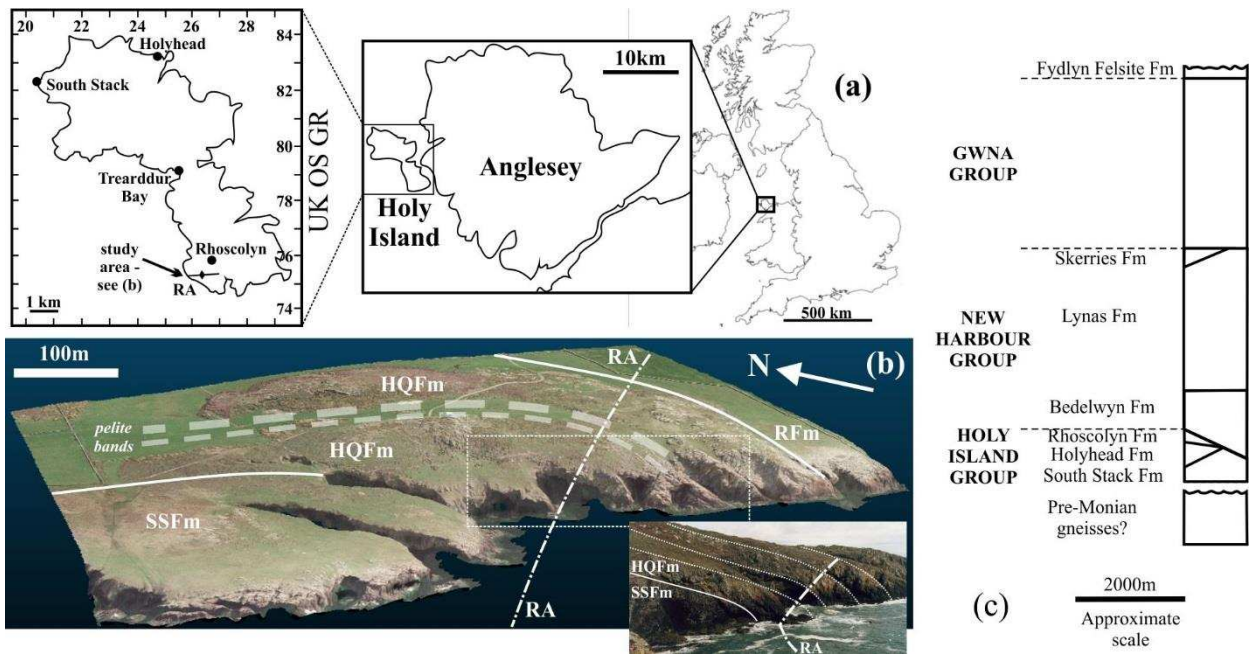 20 22 24 26 28
84
82
80
79
78
76
74
Holyhead
South Stack
Trearddur
Bay
Rhoscolyn
study
area -
see (b)
RA
1 km
UK OS GR
10km
Anglesey
Holy
Island
(a)
500 km
100m
N
(b)
RA
HQFm
pelite
bands
HQFm
RFm
SSFm
RA
HQFm
SSFm
RA
Fydlyn Felsite Fm
GWNA
GROUP
Skerries Fm
NEW
HARBOUR
GROUP
Lynas Fm
Bedelwyn Fm
HOLY
ISLAND
GROUP
Rhoscolyn Fm
Holyhead Fm
South Stack Fm
Pre-Monian
gneisses?
2000m
(c)
Approximate
scale